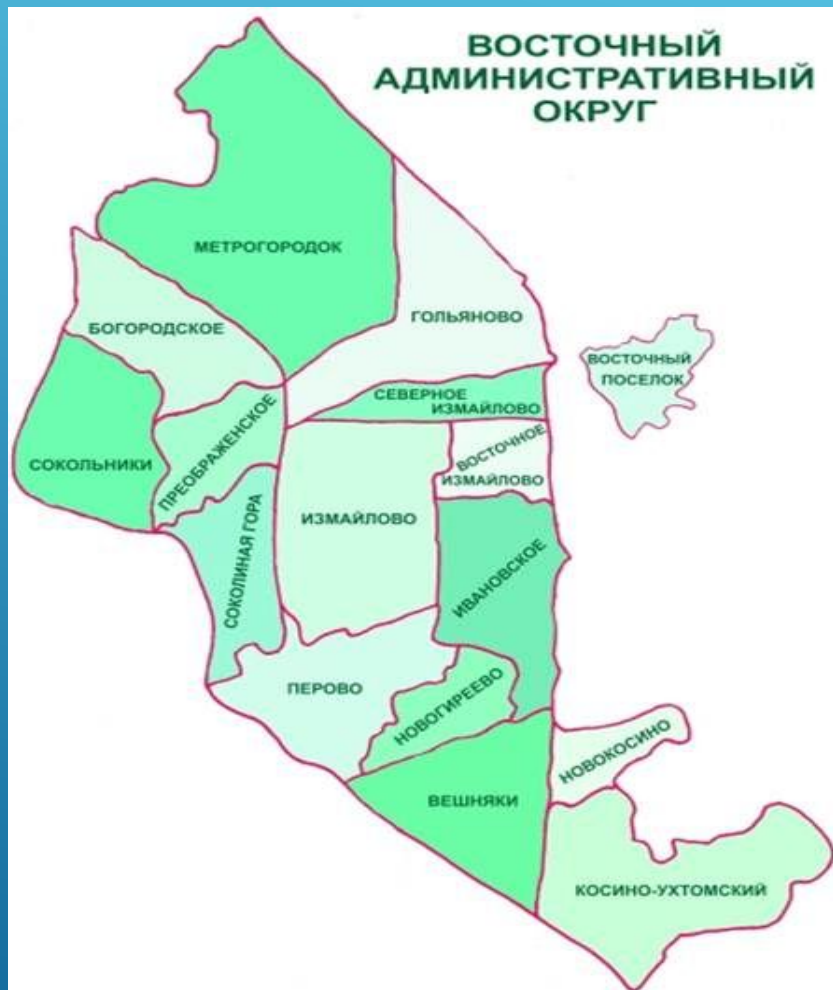 ВОСТОЧНЫЙ
АДМИНИСТРАТИВНЫЙ
ОКРУГ
МЕТРОГОРОДОК
ГОЛЬЯНОВО
БОГОРОДСКОЕ
ВОСТОЧНЫЙ
ПОСЕЛОК
СЕВЕРНОЕ
ИЗМАЙЛОВО
ПРЕОБРАЖЕНСКОЕ
ВОСТОЧНОЕ
ИЗМАЙЛОВО
СОКОЛЬНИКИ
ИЗМАЙЛОВО
СОКОЛИНАЯ ГОРА
ИВАНОВСКОЕ
ПЕРОВО
НОВОГИРЕЕВО
НОВОКОСИНО
ВЕШНЯКИ
КОСИНО-УХТОМСКИЙ